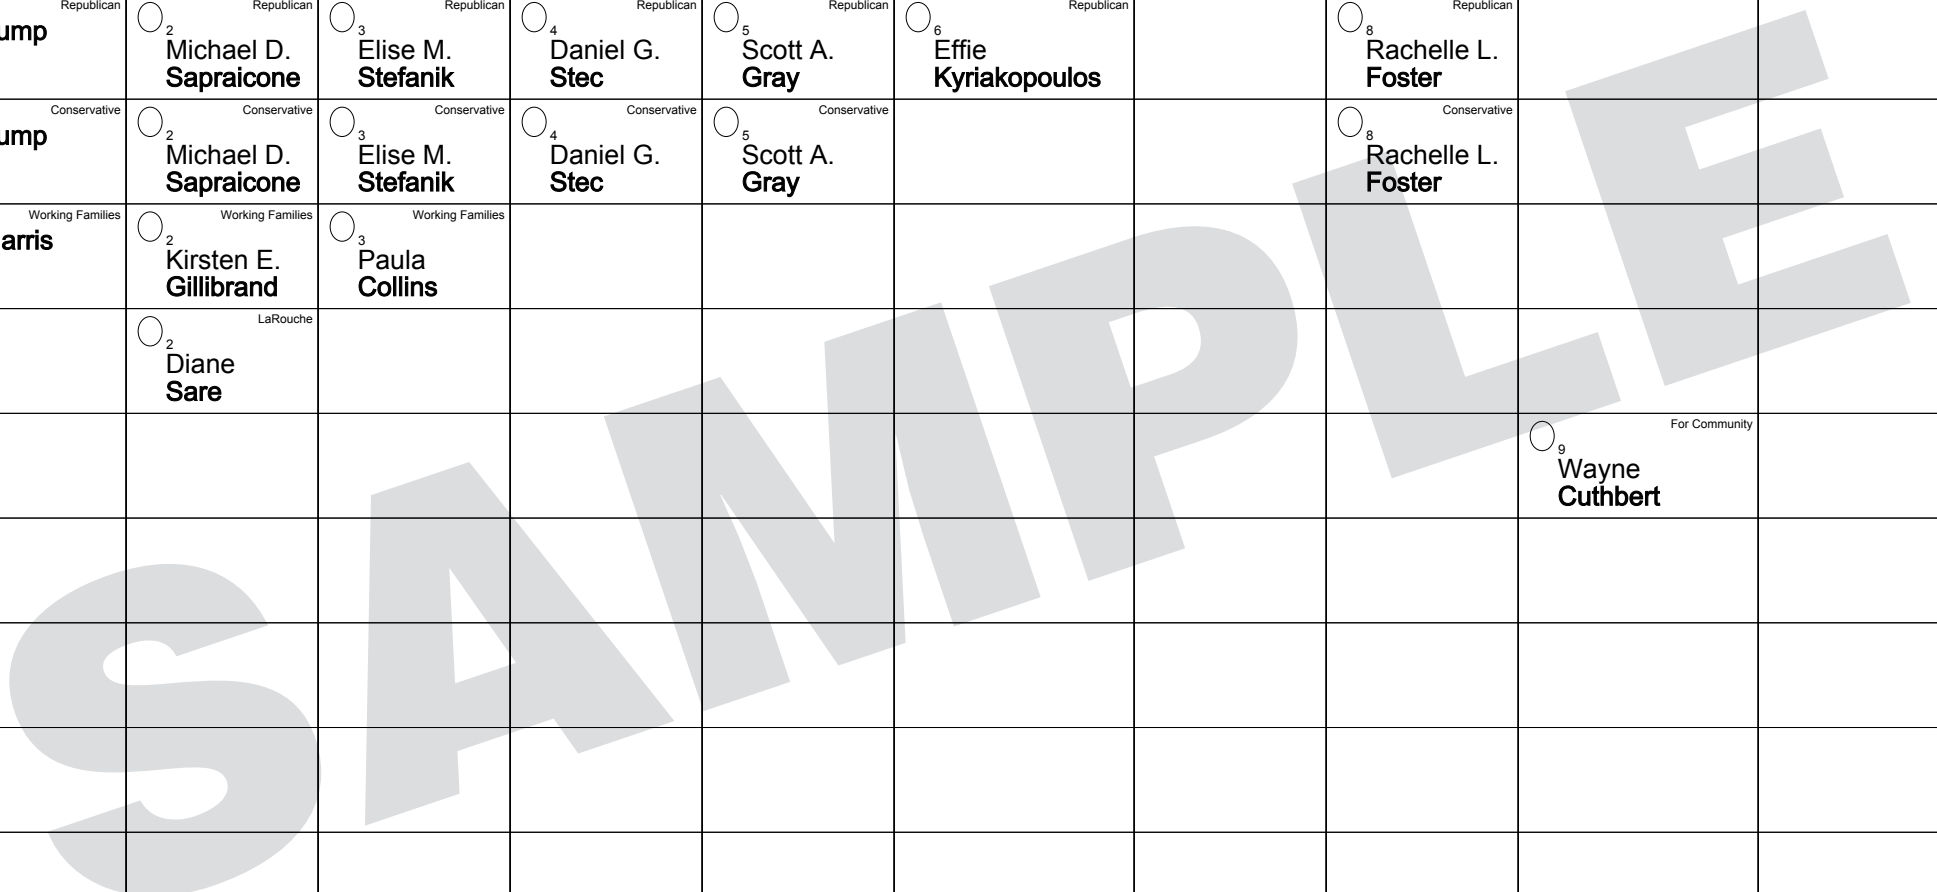 Republican
ump
Republican
2
Michael D.
Sapraicone
Republican
3
Elise M.
Stefanik
Republican
4
Daniel G.
Stec
Republican
5
Scott A.
Gray
Republican
6
Effie
Kyriakopoulos
Republican
8
Rachelle L.
Foster
Conservative
ump
Conservative
2
Michael D.
Sapraicone
Conservative
3
Elise M.
Stefanik
Conservative
4
Daniel G.
Stec
Conservative
5
Scott A.
Gray
Conservative
8
Rachelle L.
Foster
Working Families
arris
Working Families
2
Kirsten E.
Gillibrand
Working Families
3
Paula
Collins
LaRouche
2
Diane
Sare
For Community
9
Wayne
Cuthbert
SAMPLE